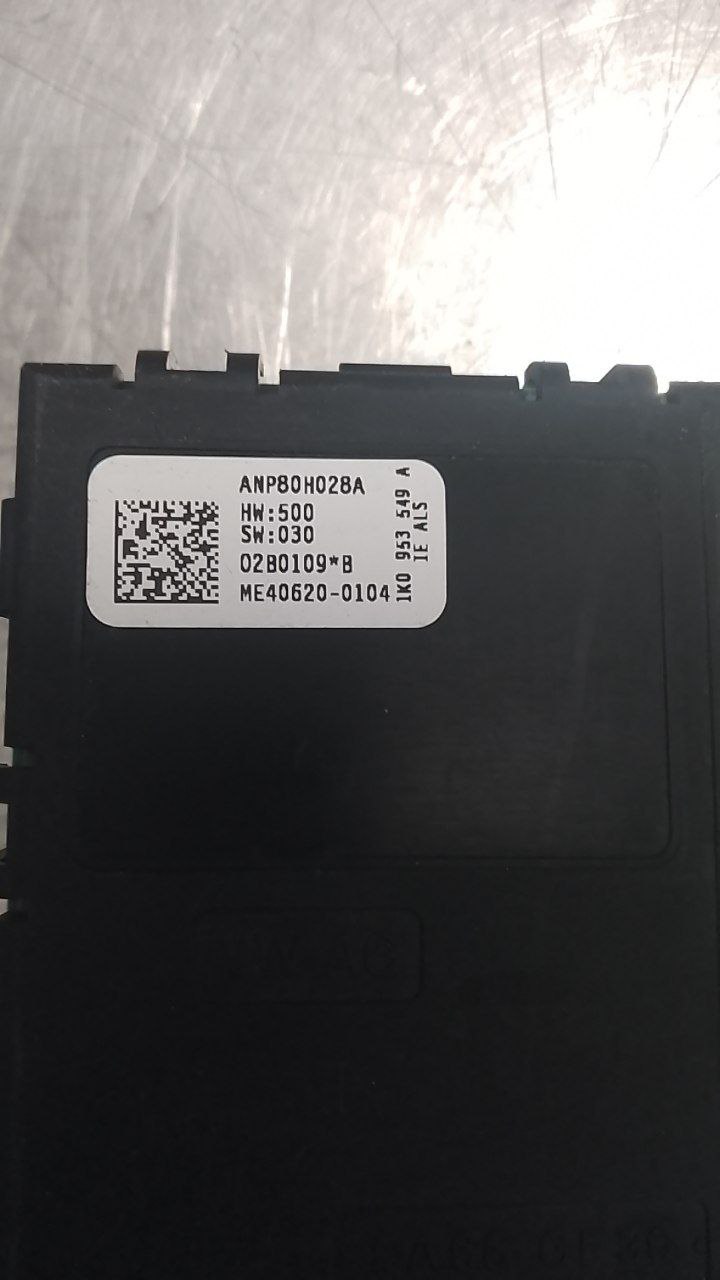 ANP80H028A
HW:500
SW:030
02B0109*B
ME40620-0104
1K0 953 549 A
IE ALS